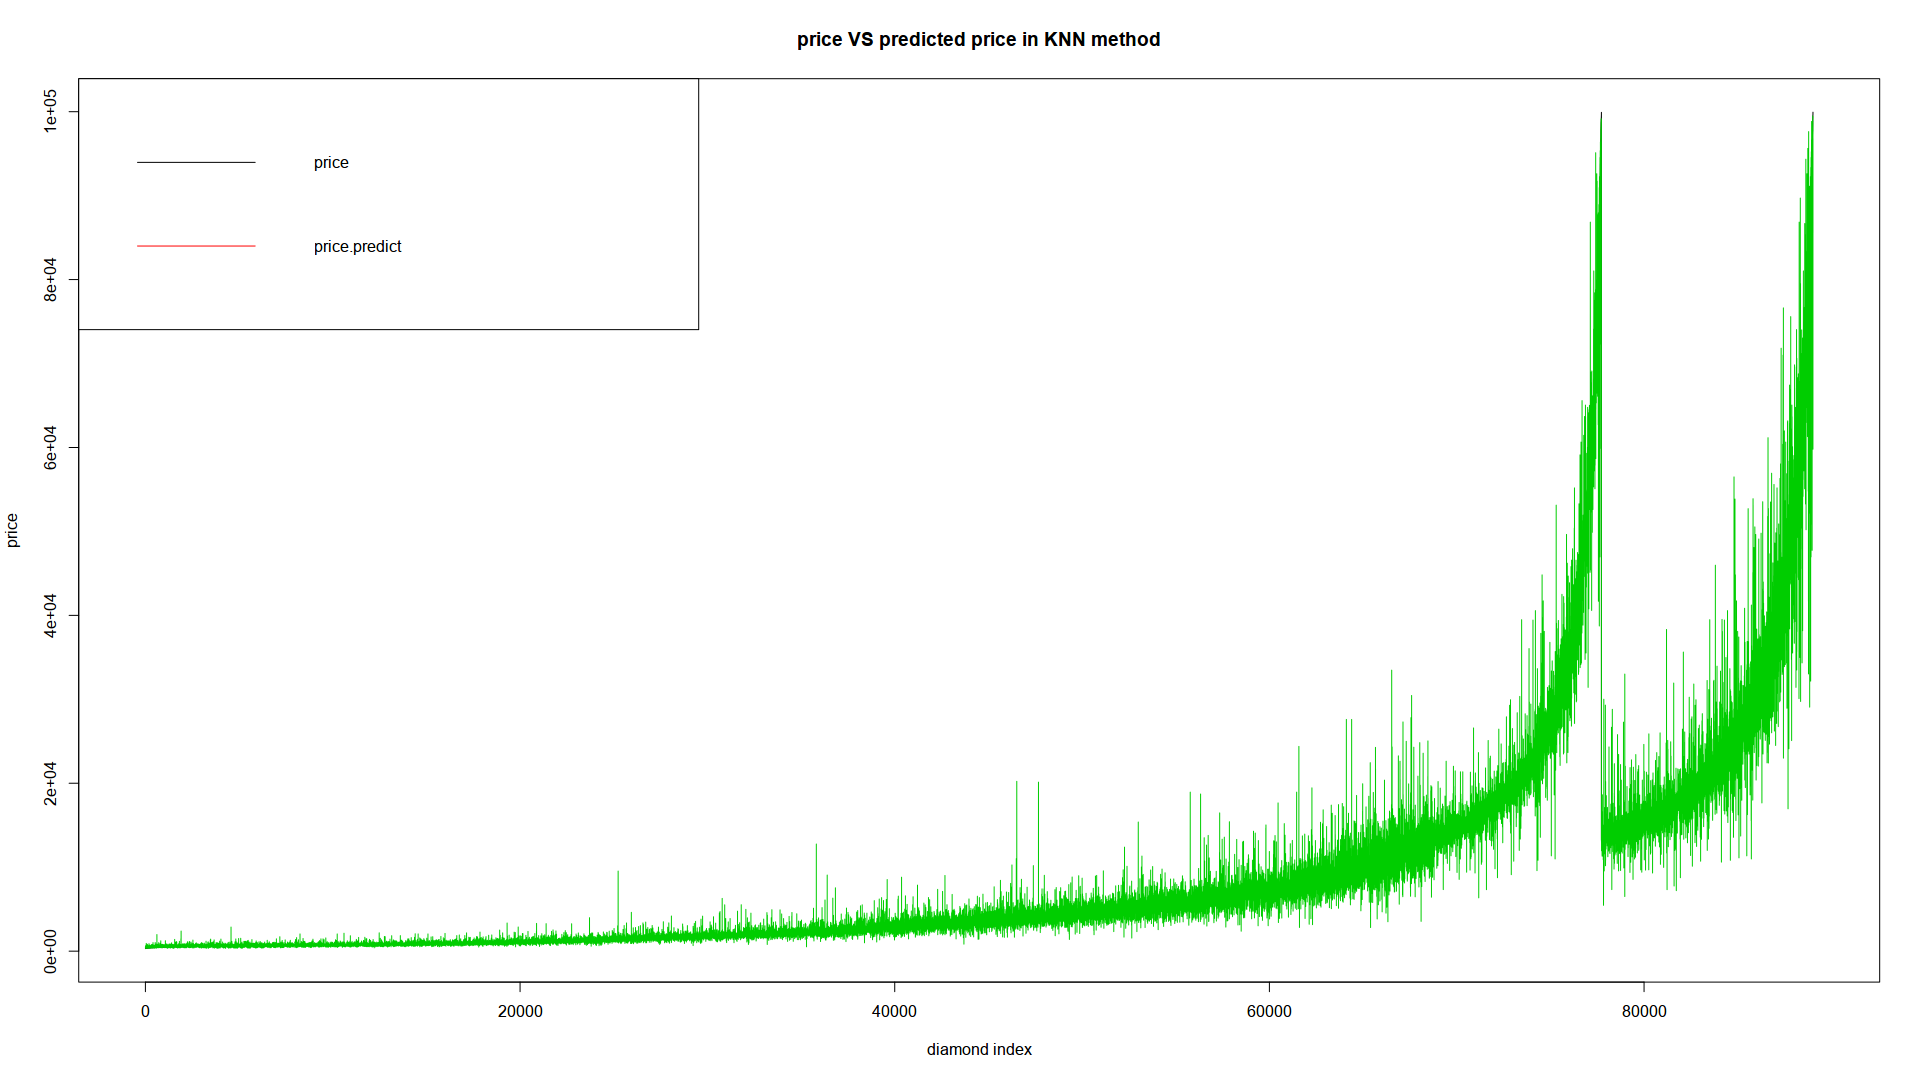 price VS predicted price in KNN method
price
price.predict
1e+05
8e+04
6e+04
4e+04
2e+04
0e+00
price
0 20000 40000 60000 80000
diamond index